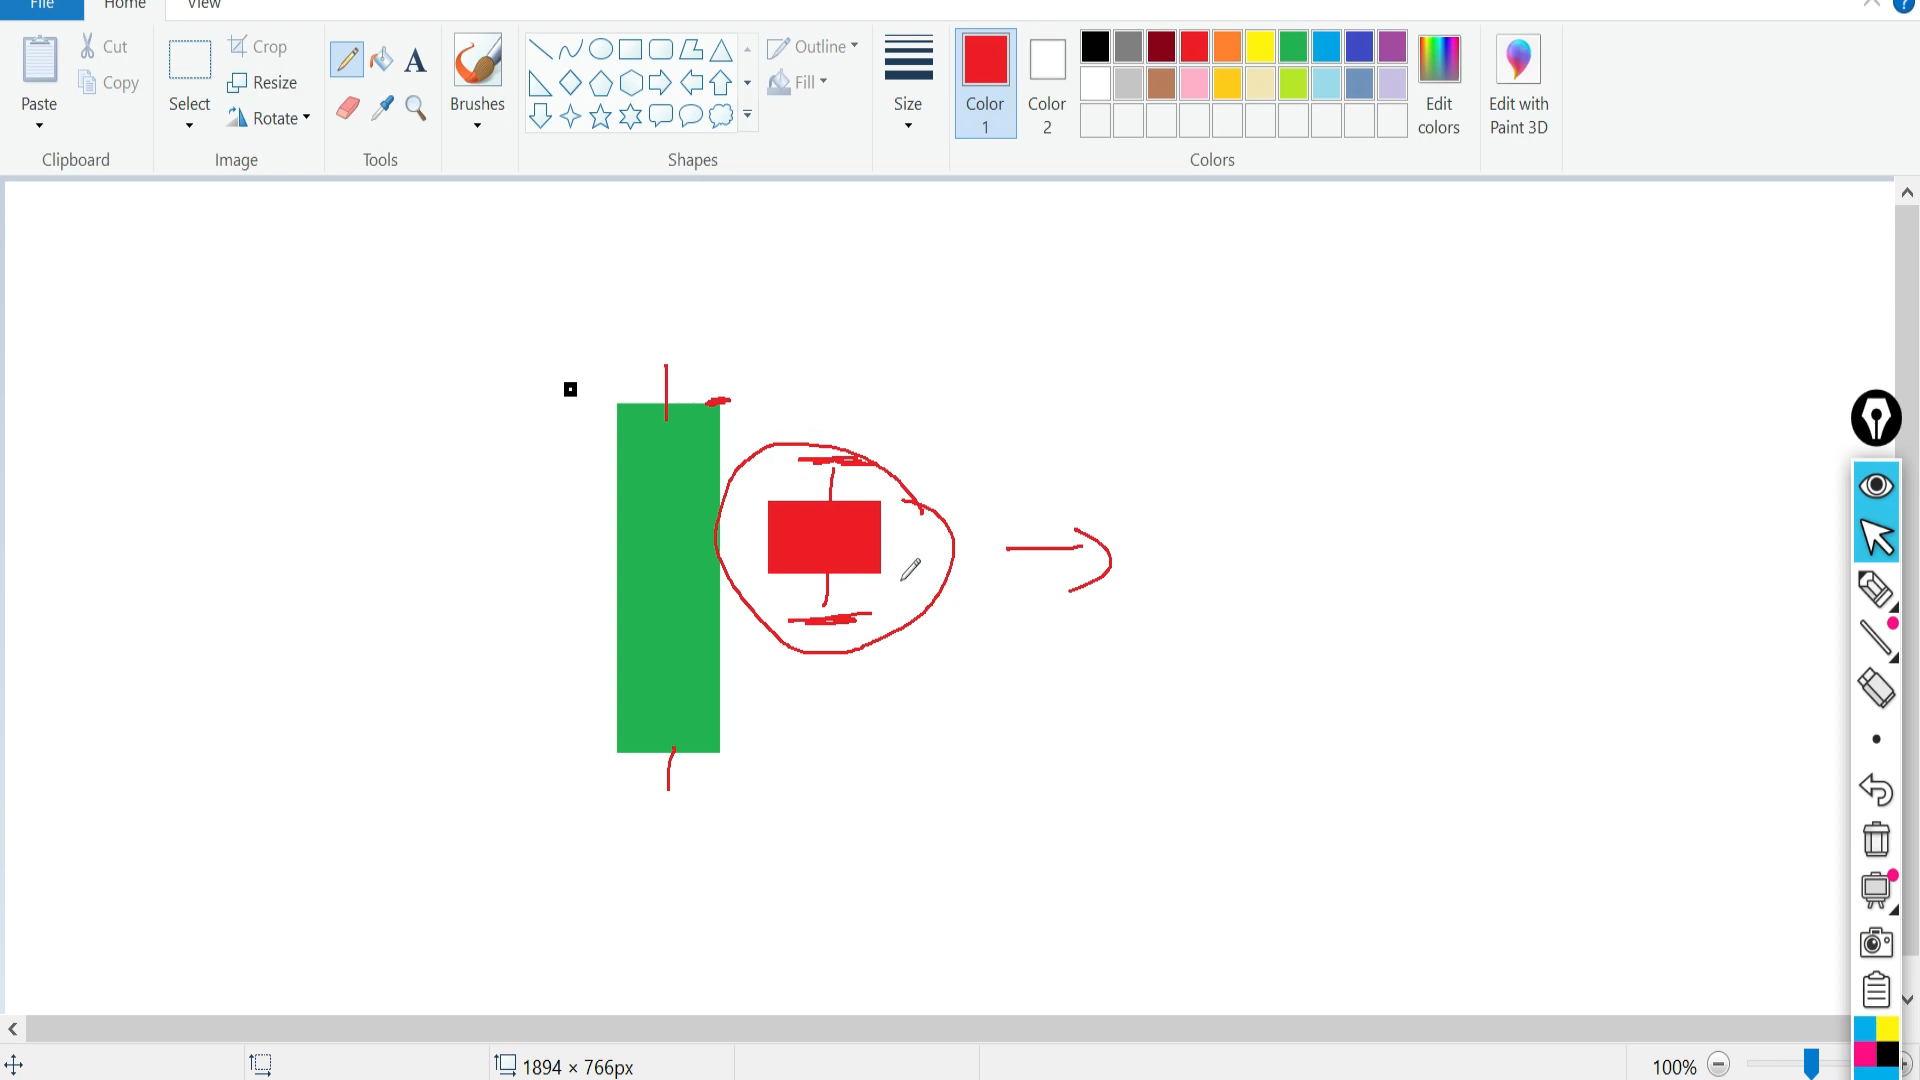 File Home View
Paste
Cut
Copy
Clipboard
Select
Crop
Resize
Rotate
Image
A
Tools
Brushes
Shapes
Outline
Fill
Size
Color 1
Color 2
Colors
Edit colors
Edit with Paint 3D
?
1894 × 766px
100%